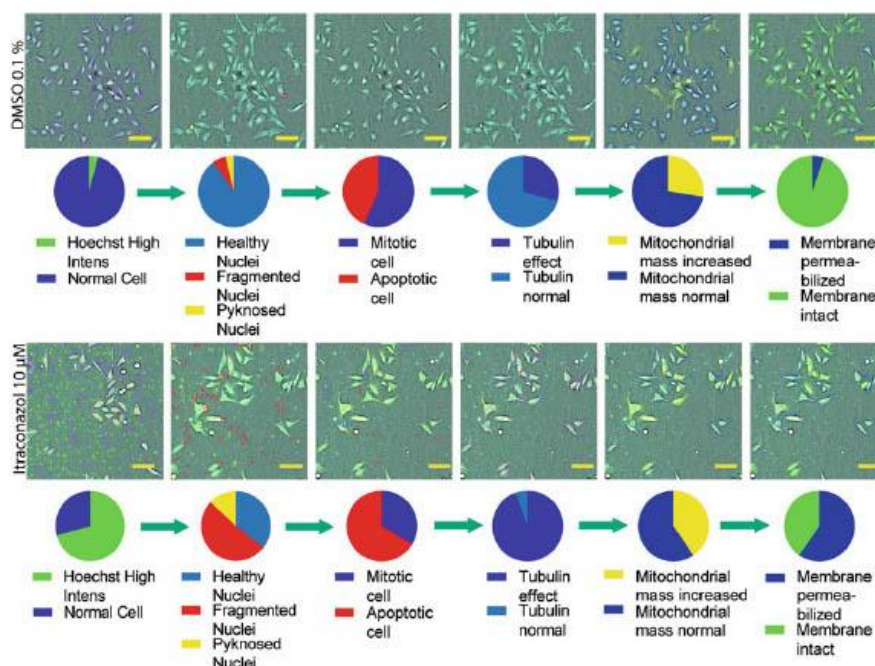 DMSO 0.1 %
Hoechst High
Intens
Normal Cell
Healthy
Nuclei
Fragmented
Nuclei
Pyknosed
Nuclei
Mitotic
cell
Apoptotic
cell
Tubulin
effect
Tubulin
normal
Mitochondrial
mass increased
Mitochondrial
mass normal
Membrane
permea-
bilized
Membrane
intact
Itraconazol 10 µM
Hoechst High
Intens
Normal Cell
Healthy
Nuclei
Fragmented
Nuclei
Pyknosed
Nuclei
Mitotic
cell
Apoptotic
cell
Tubulin
effect
Tubulin
normal
Mitochondrial
mass increased
Mitochondrial
mass normal
Membrane
permea-
bilized
Membrane
intact